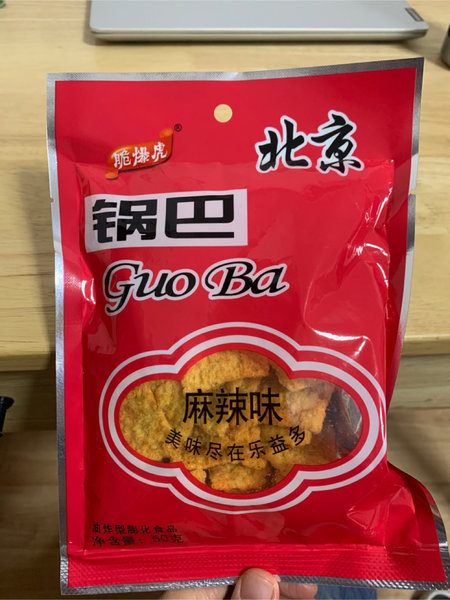 脆爆虎®
北京
锅巴
Guo Ba
麻辣味
美味尽在乐益多
油炸型膨化食品
净含量：50克